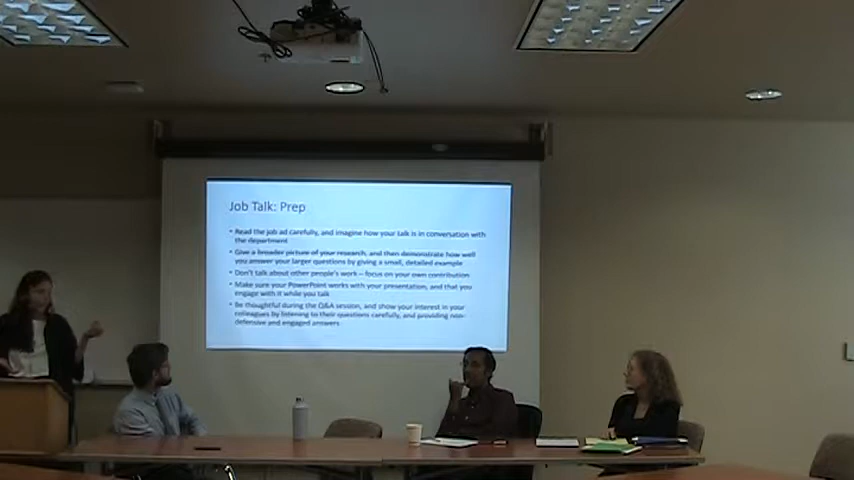 Job Talk: Prep
• Read the job ad carefully, and imagine how your talk is in conversation with
the department
• Give a broader picture of your research, and then demonstrate how well
you answer your larger questions by giving a small, detailed example
• Don't talk about other people's work – focus on your own contribution
• Make sure your PowerPoint works with your presentation, and that you
engage with it while you talk
• Be thoughtful during the Q&A session, and show your interest in your
colleagues by listening to their questions carefully, and providing non-
defensive and engaged answers